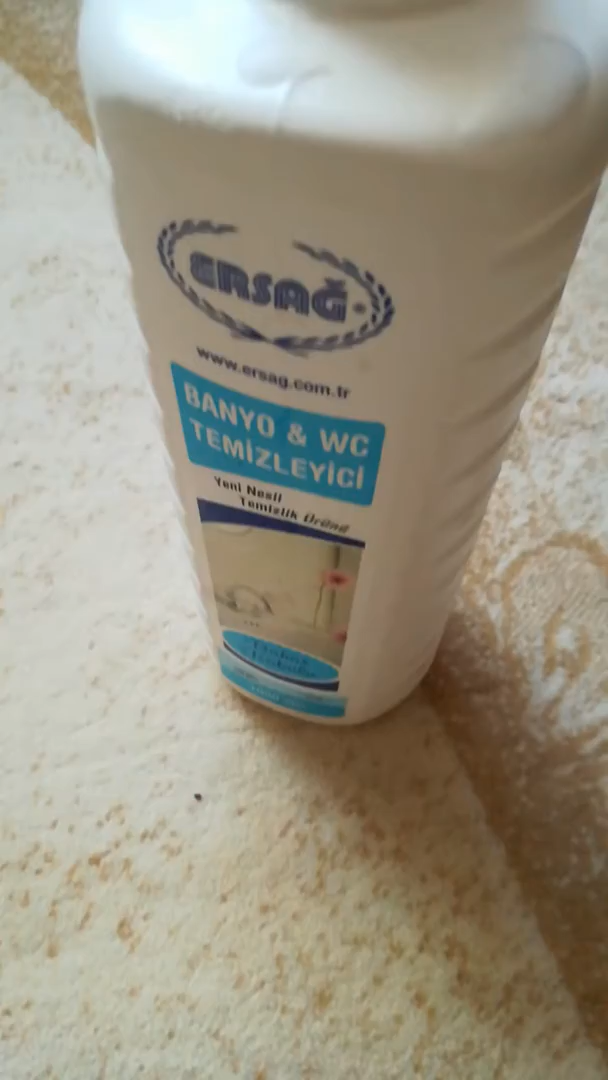 ERSAĞ
www.ersag.com.tr
BANYO & WC
TEMİZLEYİCİ
Yeni Nesil
Temizlik Ürünü